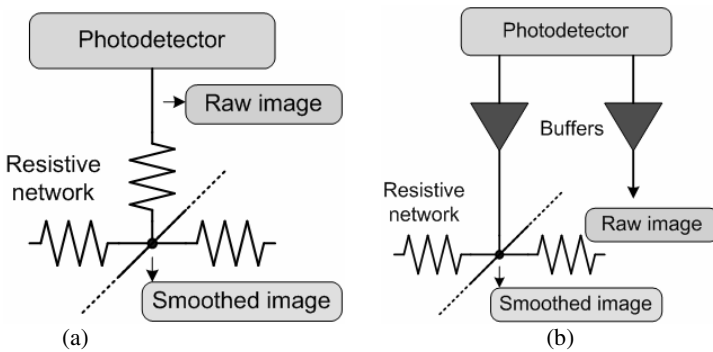 Photodetector
Raw image
Resistive
network
Smoothed image
(a)
Photodetector
Buffers
Resistive
network
Raw image
Smoothed image
(b)